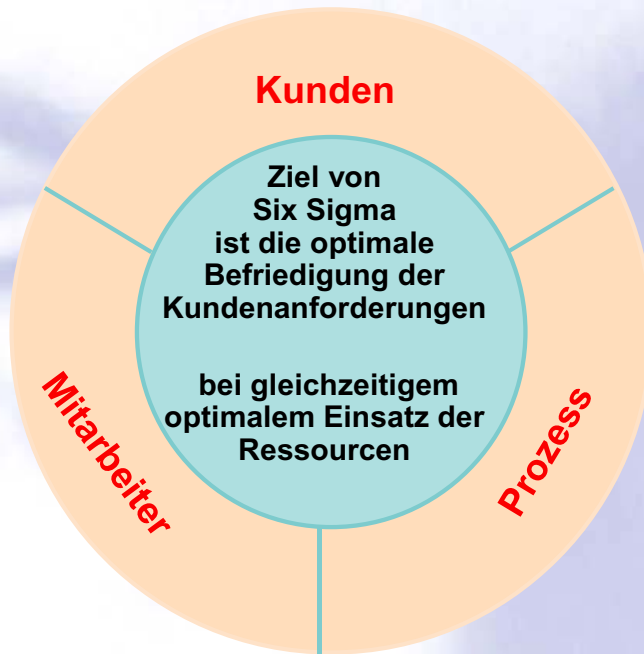 Kunden
Ziel von
Six Sigma
ist die optimale
Befriedigung der
Kundenanforderungen
bei gleichzeitigem
optimalem Einsatz der
Ressourcen
Mitarbeiter
Prozess